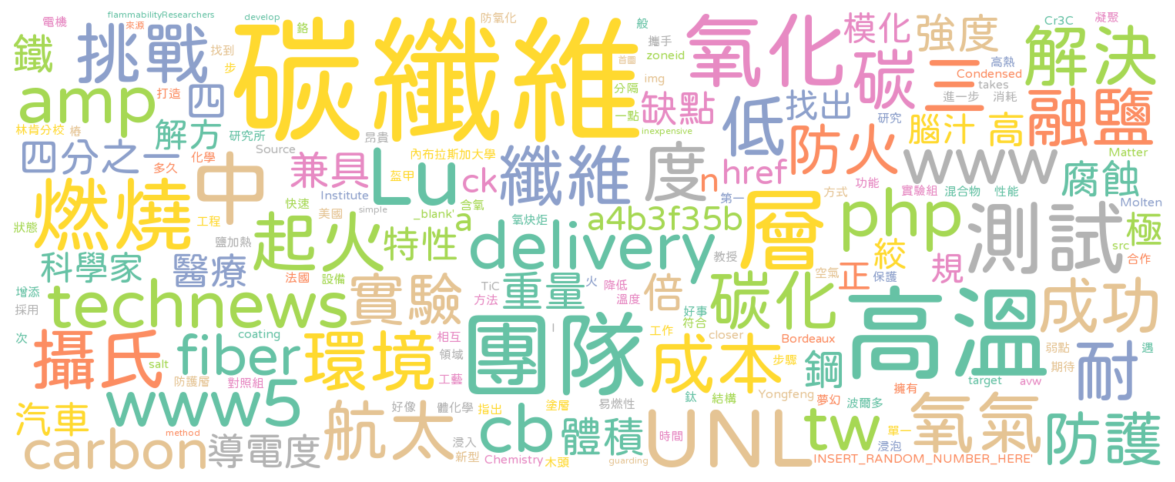 電機
來源
flammabilityResearchers
develop
鉻
防氧化
般
攜手
模化
強度
Cr3C
凝聚
鐵
挑戰
找到
步
碳纖維
首圖
zoneid
氧化
碳
三
高熱
Condensed
takes
解決
amp
打造
四
分隔
img
缺點
低
找出
進一步
消耗
融鹽
林肯分校
樁
解方
研究所
昂貴
一點
inexpensive
防火
研究
腦汁
高
四分之一
化學
多久
Source
中
兼具
Lu
內布拉斯加大學
ck
纖維
度
n
href
www
Matter
腐蝕
燃燒
快速
Institute
盔甲
功能
第一
實驗組
混合物
方式
性能
Molten
狀態
工程
美國
simple
_blank'
含氧
a
氧炔炬
a4b3f35b
層
php
測試
極
鹽加熱
起火
特性
delivery
教授
絞
src
合作
科學家
醫療
法國
設備
TiC
方法
重量
火
降低
溫度
倍
空氣
正
保護
規
增添
採用
technews
實驗
碳化
高溫
成功
次
攝氏
coating
fiber
環境
相互
領域
工藝
l
團隊
工作
成本
好事
符合
closer
Bordeaux
步驟
鋼
弱點
期待
耐
遇
salt
防護層
對照組
www5
好像
體化學
指出
塗層
易燃性
鈦
結構
Yongfeng
夢幻
波爾多
target
擁有
avw
汽車
method
carbon
導電度
航太
浸入
新型
cb
Chemistry
木頭
體積
guarding
時間
UNL
tw
單一
浸泡
氧氣
防護
INSERT_RANDOM_NUMBER_HERE'